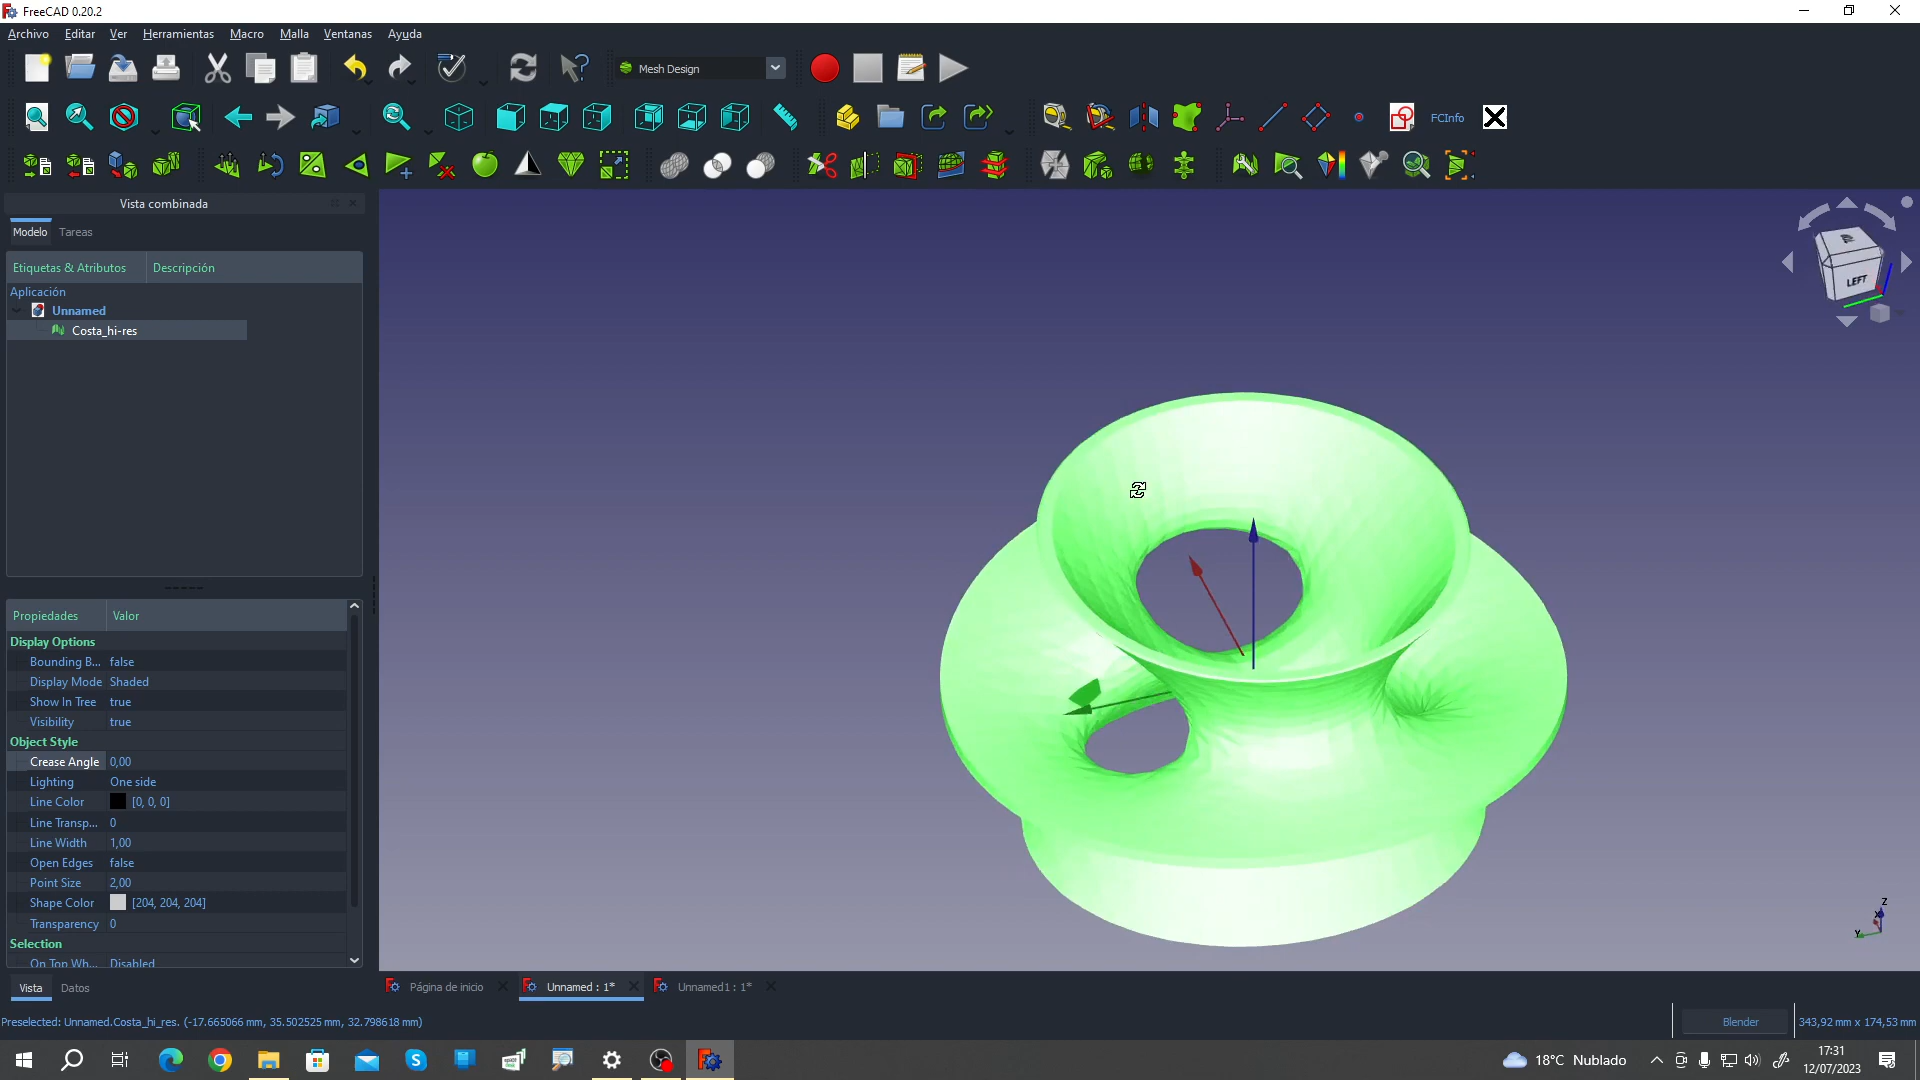 FreeCAD 0.20.2
Archivo Editar Ver Herramientas Macro Malla Ventanas Ayuda
Mesh Design
FCInfo
Vista combinada
Modelo Tareas
Etiquetas & Atributos Descripción
Aplicación
Unnamed
Costa_hi-res
LEFT
Propiedades Valor
Display Options
Bounding B... false
Display Mode Shaded
Show In Tree true
Visibility true
Object Style
Crease Angle 0,00
Lighting One side
Line Color [0, 0, 0]
Line Transp... 0
Line Width 1,00
Open Edges false
Point Size 2,00
Shape Color [204, 204, 204]
Transparency 0
Selection
On Top Wh... Disabled
Z
X
Y
Vista Datos
Página de inicio Unnamed : 1* Unnamed1 : 1*
Preselected: Unnamed.Costa_hi_res. (-17.665066 mm, 35.502525 mm, 32.798618 mm)
Blender 343,92 mm x 174,53 mm
18°C Nublado
17:31
12/07/2023